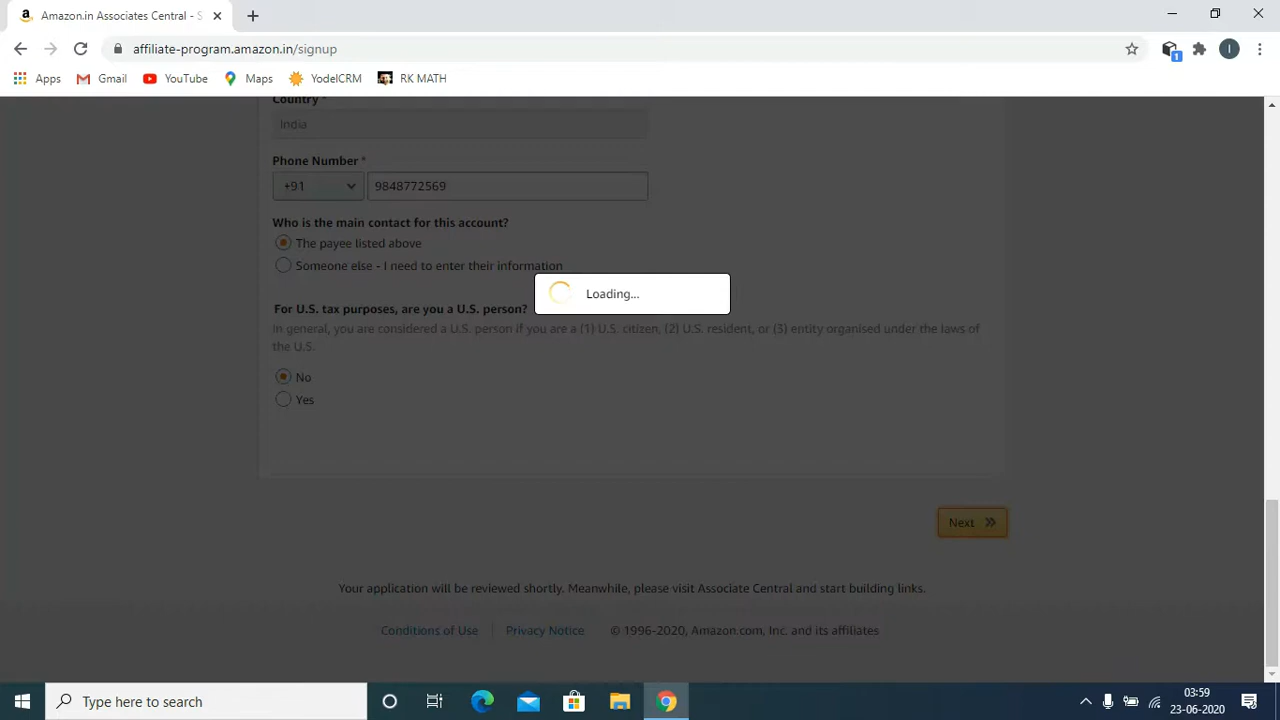 Amazon.in Associates Central - S
affiliate-program.amazon.in/signup
1
I
Apps
Gmail
YouTube
Maps
YodelCRM
RK MATH
Country *
India
Phone Number *
+91
9848772569
Who is the main contact for this account?
The payee listed above
Someone else - I need to enter their information
Loading...
For U.S. tax purposes, are you a U.S. person?
In general, you are considered a U.S. person if you are a (1) U.S. citizen, (2) U.S. resident, or (3) entity organised under the laws of
the U.S.
No
Yes
Next
Your application will be reviewed shortly. Meanwhile, please visit Associate Central and start building links.
Conditions of Use
Privacy Notice
© 1996-2020, Amazon.com, Inc. and its affiliates
Type here to search
03:59
23-06-2020